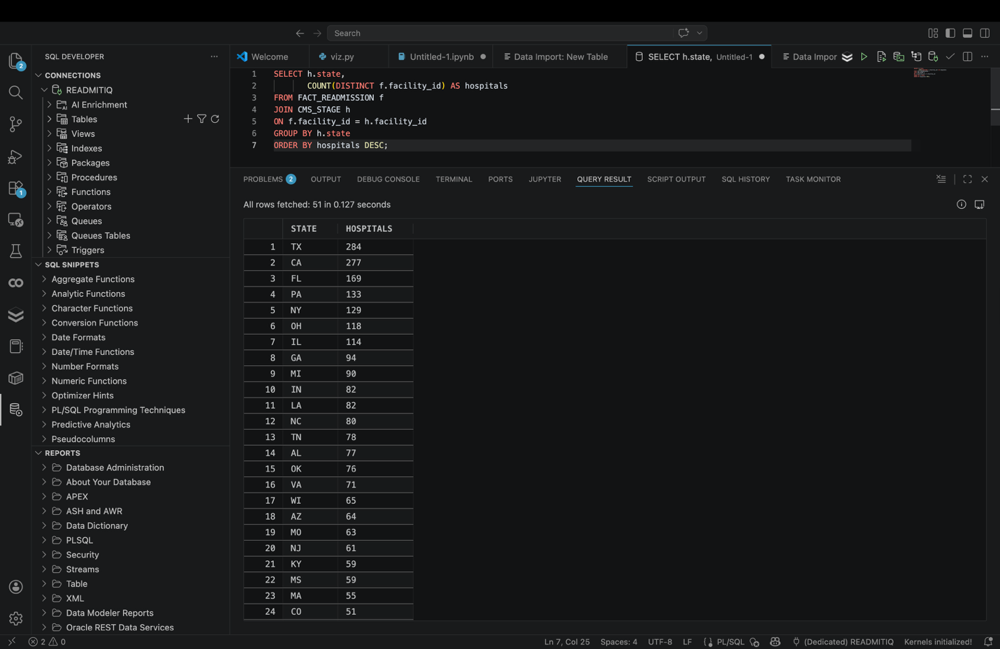 Search
SQL DEVELOPER
Welcome
viz.py
Untitled-1.ipynb
Data Import: New Table
SELECT h.state, Untitled-1
Data Impor
2
1
CONNECTIONS
READMITIQ
AI Enrichment
Tables
Views
Indexes
Packages
Procedures
Functions
Operators
Queues
Queues Tables
Triggers
SQL SNIPPETS
Aggregate Functions
Analytic Functions
Character Functions
Conversion Functions
Date Formats
Date/Time Functions
Number Formats
Numeric Functions
Optimizer Hints
PL/SQL Programming Techniques
Predictive Analytics
Pseudocolumns
REPORTS
Database Administration
About Your Database
APEX
ASH and AWR
Data Dictionary
PLSQL
Security
Streams
Table
XML
Data Modeler Reports
Oracle REST Data Services
1 SELECT h.state,
2 COUNT(DISTINCT f.facility_id) AS hospitals
3 FROM FACT_READMISSION f
4 JOIN CMS_STAGE h
5 ON f.facility_id = h.facility_id
6 GROUP BY h.state
7 ORDER BY hospitals DESC;
PROBLEMS 2 OUTPUT DEBUG CONSOLE TERMINAL PORTS JUPYTER QUERY RESULT SCRIPT OUTPUT SQL HISTORY TASK MONITOR
All rows fetched: 51 in 0.127 seconds
STATE HOSPITALS
1 TX 284
2 CA 277
3 FL 169
4 PA 133
5 NY 129
6 OH 118
7 IL 114
8 GA 94
9 MI 90
10 IN 82
11 LA 82
12 NC 80
13 TN 78
14 AL 77
15 OK 76
16 VA 71
17 WI 65
18 AZ 64
19 MO 63
20 NJ 61
21 KY 59
22 MS 59
23 MA 55
24 CO 51
2 0 Ln 7, Col 25 Spaces: 4 UTF-8 LF PL/SQL (Dedicated) READMITIQ Kernels initialized!